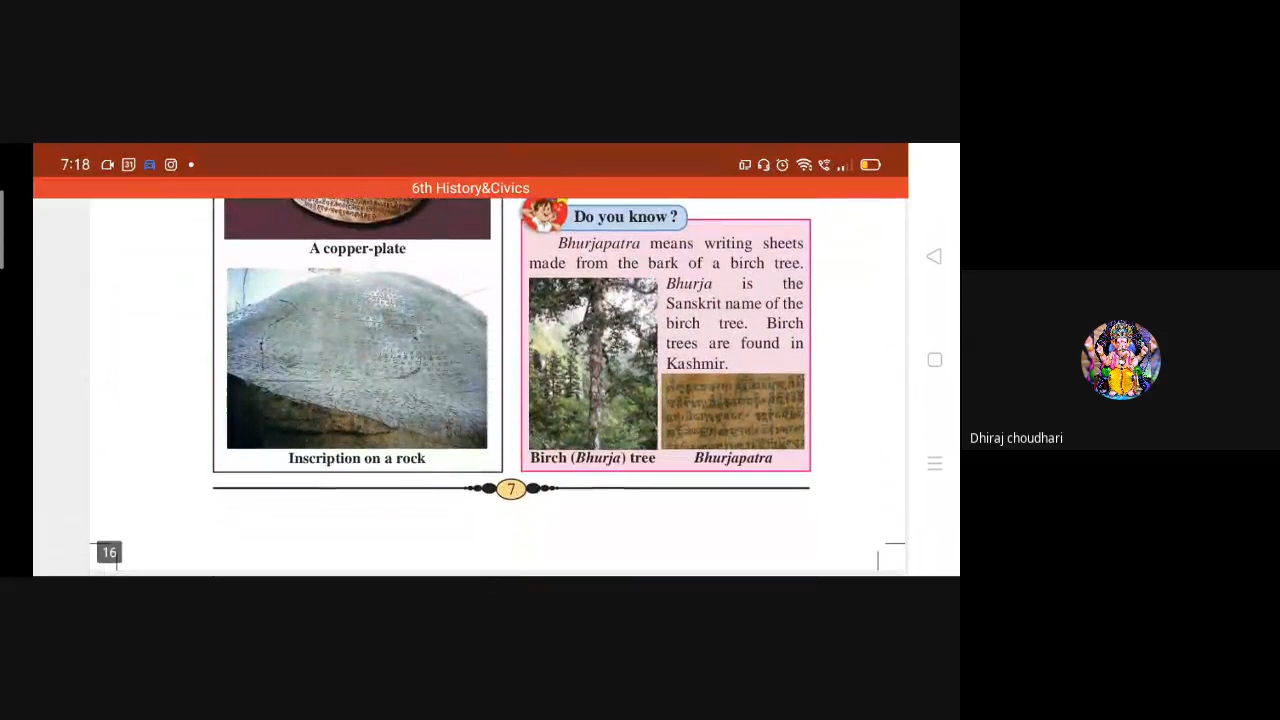 7:18
31
6th History&Civics
A copper-plate
Inscription on a rock
Do you know?
Bhurjapatra means writing sheets
made from the bark of a birch tree.
Bhurja is the
Sanskrit name of the
birch tree. Birch
trees are found in
Kashmir.
Birch (Bhurja) tree
Bhurjapatra
7
16
Dhiraj choudhari